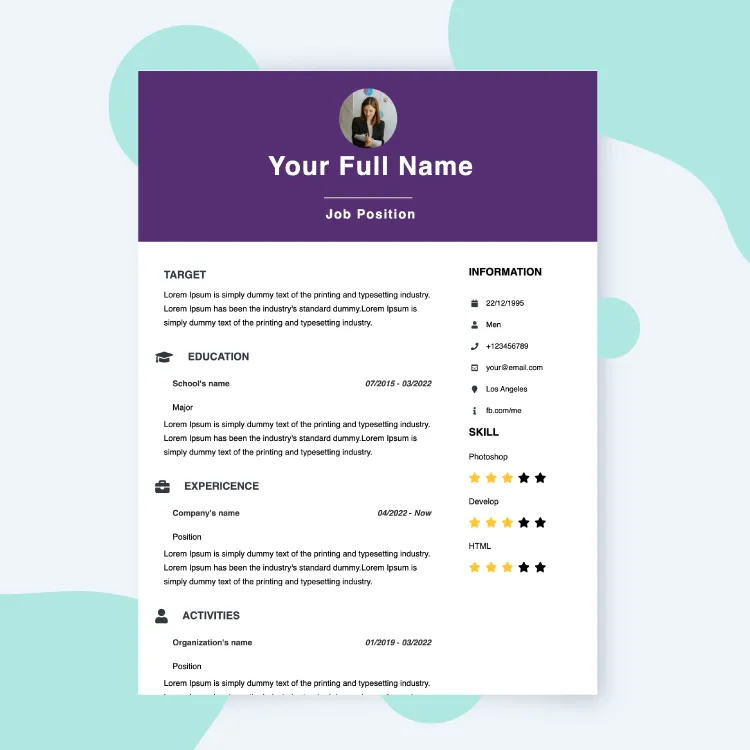 Your Full Name
Job Position
TARGET
Lorem Ipsum is simply dummy text of the printing and typesetting industry.
Lorem Ipsum has been the industry's standard dummy.Lorem Ipsum is
simply dummy text of the printing and typesetting industry.
EDUCATION
School's name 07/2015 - 03/2022
Major
Lorem Ipsum is simply dummy text of the printing and typesetting industry.
Lorem Ipsum has been the industry's standard dummy.Lorem Ipsum is
simply dummy text of the printing and typesetting industry.
EXPERICENCE
Company's name 04/2022 - Now
Position
Lorem Ipsum is simply dummy text of the printing and typesetting industry.
Lorem Ipsum has been the industry's standard dummy.Lorem Ipsum is
simply dummy text of the printing and typesetting industry.
ACTIVITIES
Organization's name 01/2019 - 03/2022
Position
Lorem Ipsum is simply dummy text of the printing and typesetting industry.
INFORMATION
22/12/1995
Men
+123456789
your@email.com
Los Angeles
fb.com/me
SKILL
Photoshop
Develop
HTML